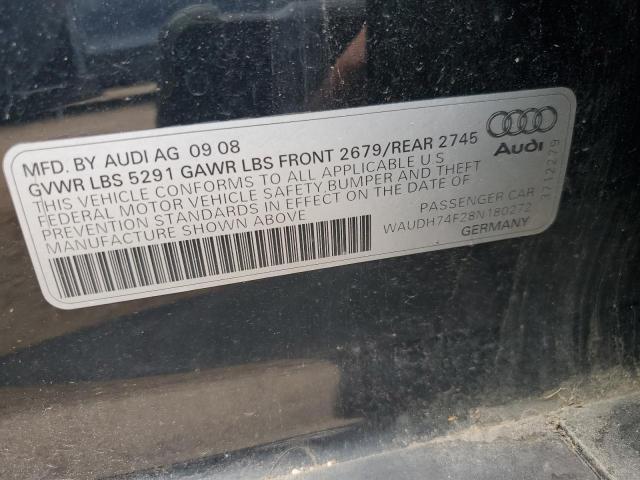 MFD. BY AUDI AG 09 08
GVWR LBS 5291 GAWR LBS FRONT 2679/REAR 2745
THIS VEHICLE CONFORMS TO ALL APPLICABLE U S
FEDERAL MOTOR VEHICLE SAFETY,BUMPER AND THEFT
PREVENTION STANDARDS IN EFFECT ON THE DATE OF
MANUFACTURE SHOWN ABOVE
Audi
PASSENGER CAR
WAUDH74F28N180272
GERMANY
3712279